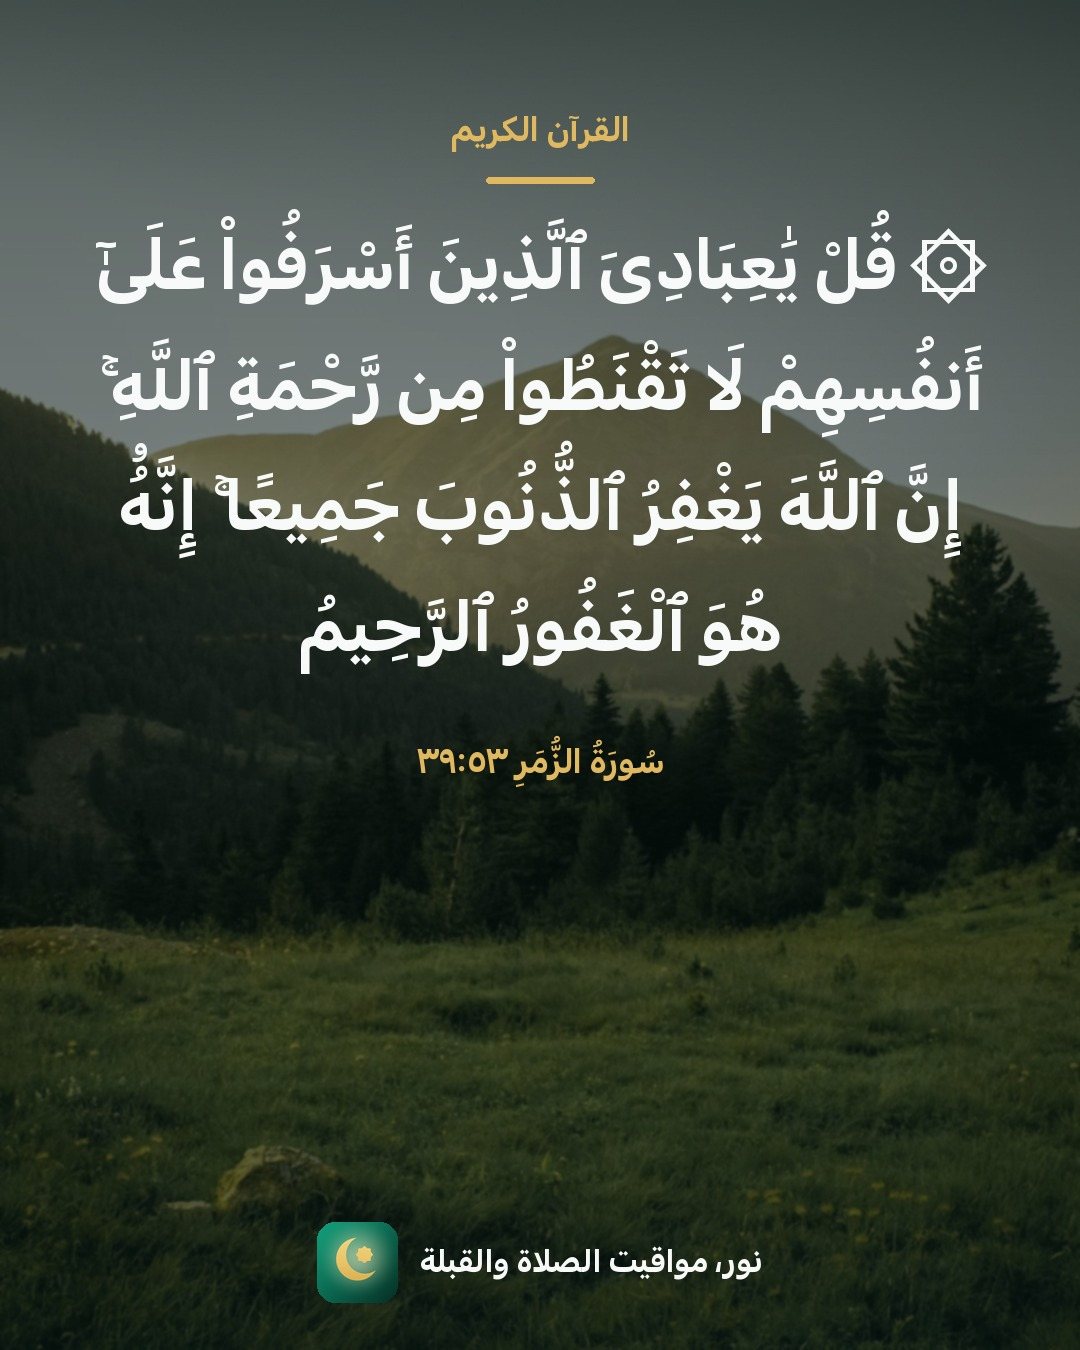 القرآن الكريم
۞ قُلْ يَٰعِبَادِىَ ٱلَّذِينَ أَسْرَفُوا۟ عَلَىٰٓ
أَنفُسِهِمْ لَا تَقْنَطُوا۟ مِن رَّحْمَةِ ٱللَّهِ ۚ
إِنَّ ٱللَّهَ يَغْفِرُ ٱلذُّنُوبَ جَمِيعًا ۚ إِنَّهُۥ
هُوَ ٱلْغَفُورُ ٱلرَّحِيمُ
سُورَةُ الزُّمَرِ ٣٩:٥٣
نور، مواقيت الصلاة والقبلة